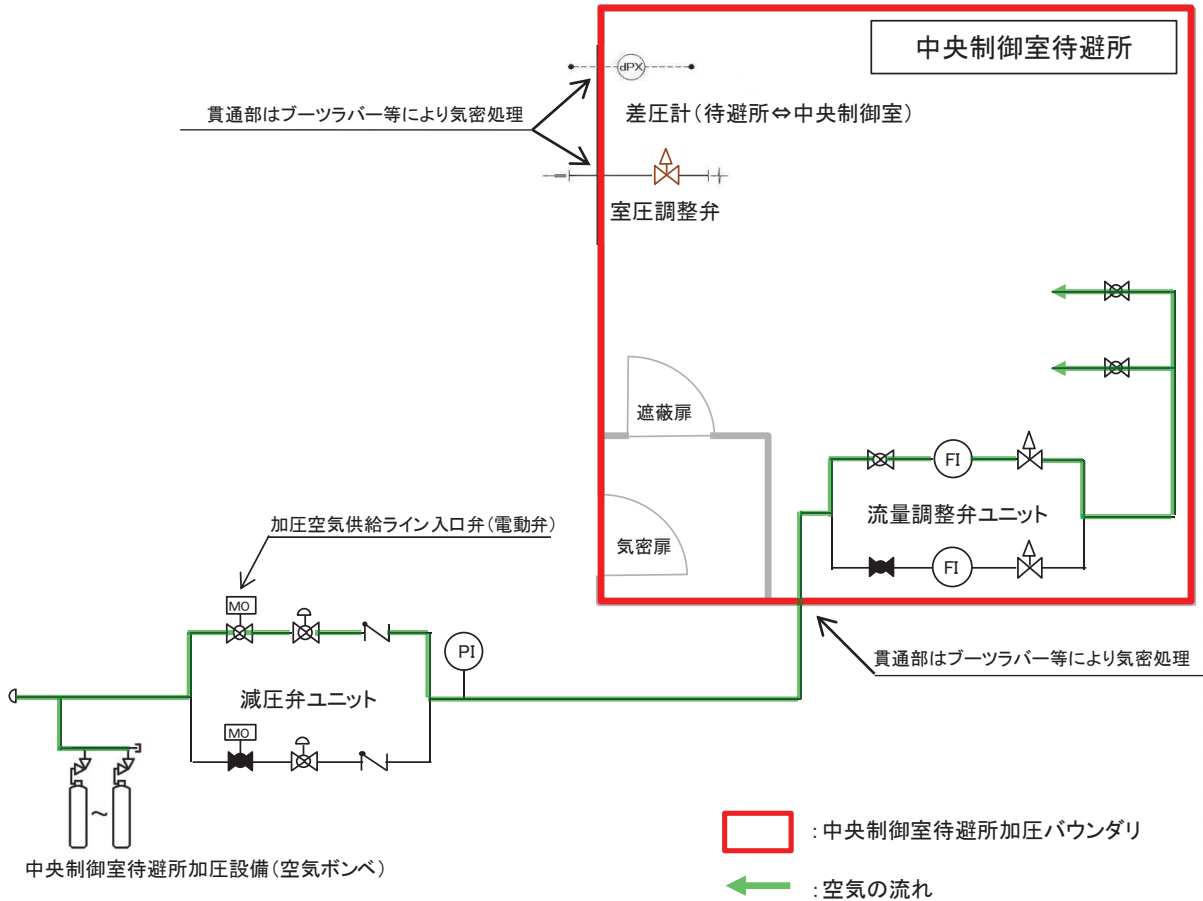 中央制御室待避所
dPX
貫通部はブーツラバー等により気密処理
差圧計(待避所⇔中央制御室)
室圧調整弁
遮蔽扉
FI
流量調整弁ユニット
加圧空気供給ライン入口弁(電動弁)
気密扉
FI
MO
PI
貫通部はブーツラバー等により気密処理
減圧弁ユニット
MO
~
:中央制御室待避所加圧バウンダリ
中央制御室待避所加圧設備(空気ボンベ)
:空気の流れ